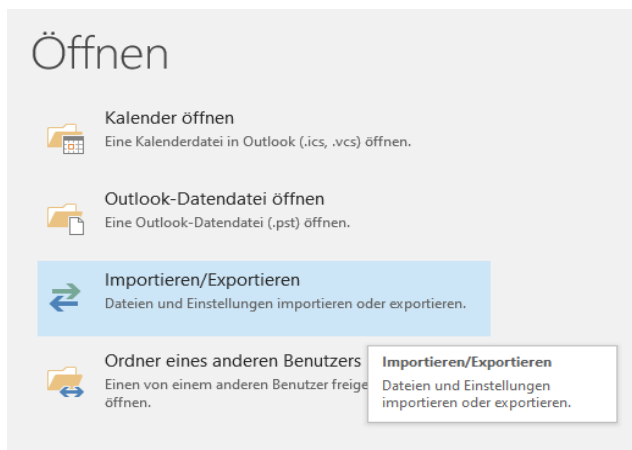 Öffnen
Kalender öffnen
Eine Kalenderdatei in Outlook (.ics, .vcs) öffnen.
Outlook-Datendatei öffnen
Eine Outlook-Datendatei (.pst) öffnen.
Importieren/Exportieren
Dateien und Einstellungen importieren oder exportieren.
Ordner eines anderen Benutzers
Einen von einem anderen Benutzer freige
öffnen.
Importieren/Exportieren
Dateien und Einstellungen
importieren oder exportieren.